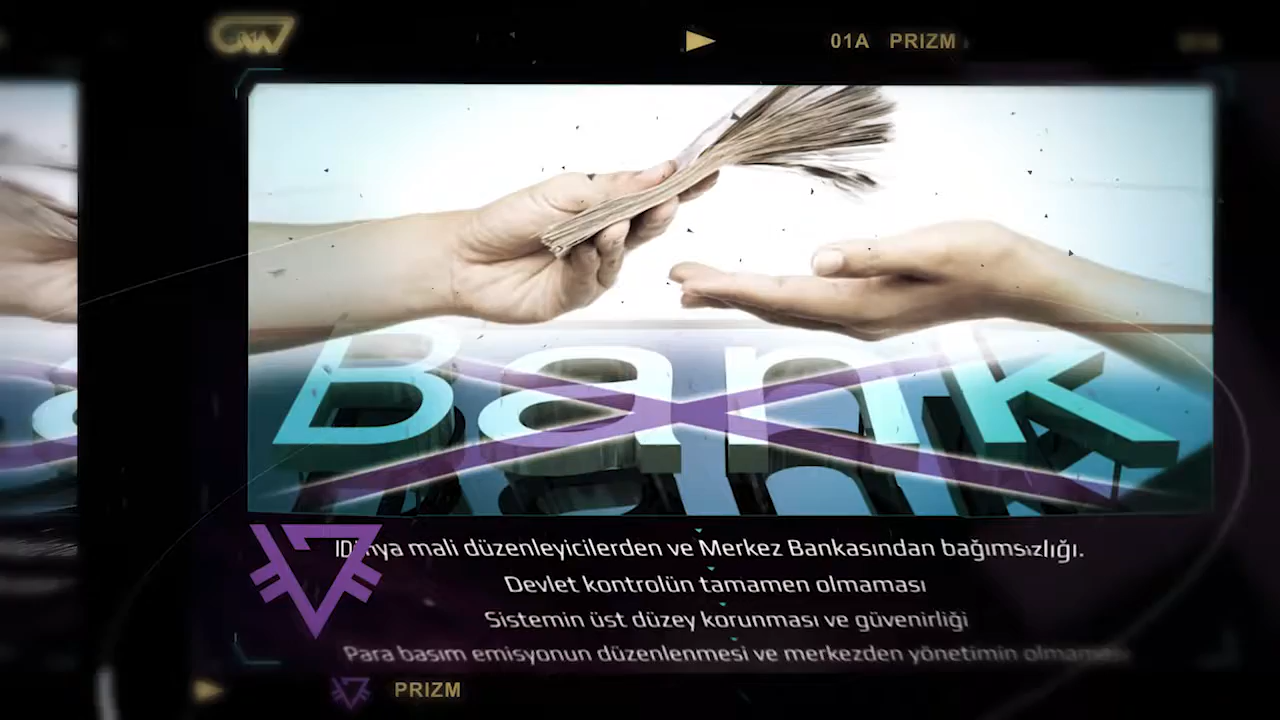 01A PRIZM
Bank
Dünya mali düzenleyicilerden ve Merkez Bankasından bağımsızlığı.
Devlet kontrolün tamamen olmaması
Sistemin üst düzey korunması ve güvenirliği
Para basım emisyonun düzenlenmesi ve merkezden yönetimin olmaması
PRIZM